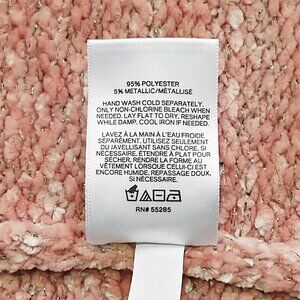 95% POLYESTER
5% METALLIC/MÉTALLISÉ
HAND WASH COLD SEPARATELY.
ONLY NON-CHLORINE BLEACH WHEN
NEEDED. LAY FLAT TO DRY. RESHAPE
WHILE DAMP. COOL IRON IF NEEDED.
LAVEZ À LA MAIN À L'EAU FROIDE
SÉPARÉMENT. UTILISEZ SEULEMENT
DU JAVELLISANT SANS CHLORE, SI
NÉCESSAIRE. ÉTENDRE À PLAT POUR
SÉCHER. RENDRE LA FORME AU
VÊTEMENT LORSQUE CELUI-CI EST
ENCORE HUMIDE. REPASSAGE DOUX,
SI NÉCESSAIRE.
RN# 55285